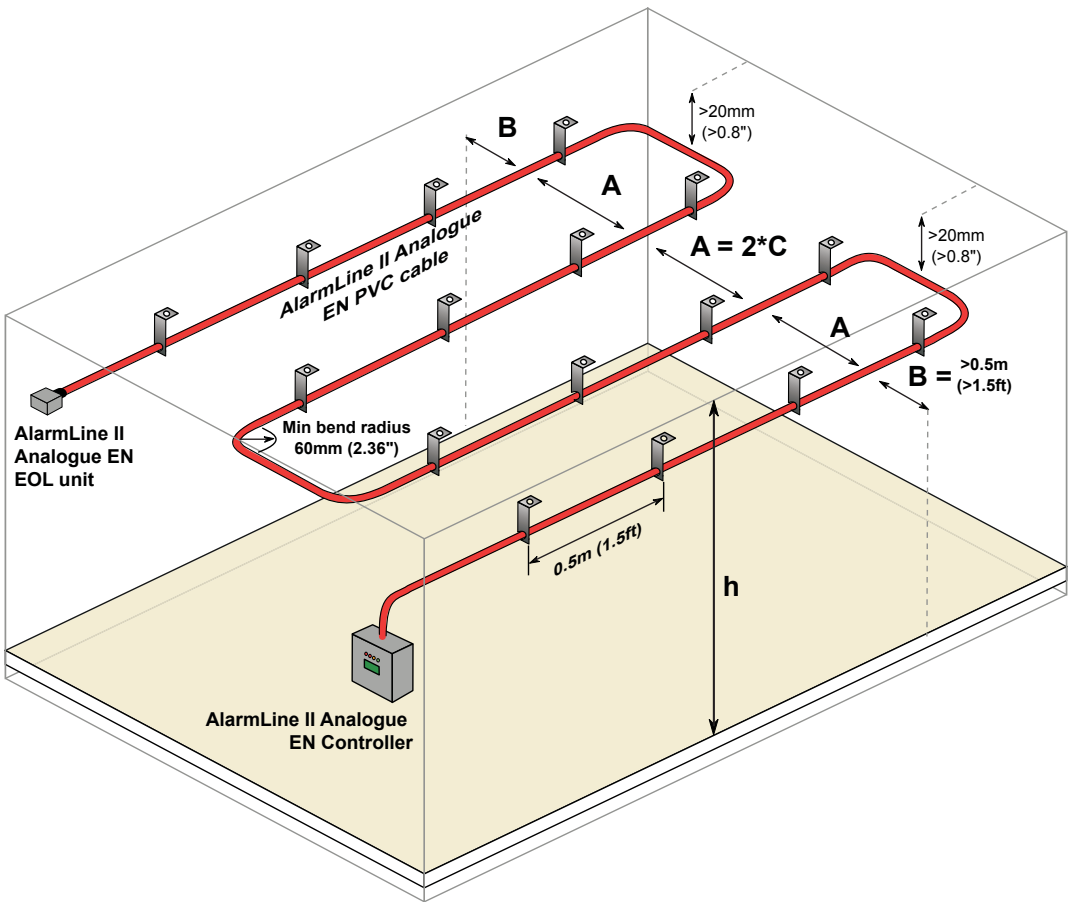 >20mm
(>0.8")
B
A
AlarmLine II Analogue
EN PVC cable
A = 2*C
>20mm
(>0.8")
A
B = >0.5m
(>1.5ft)
Min bend radius
60mm (2.36")
AlarmLine II
Analogue EN
EOL unit
0.5m (1.5ft)
h
AlarmLine II Analogue
EN Controller